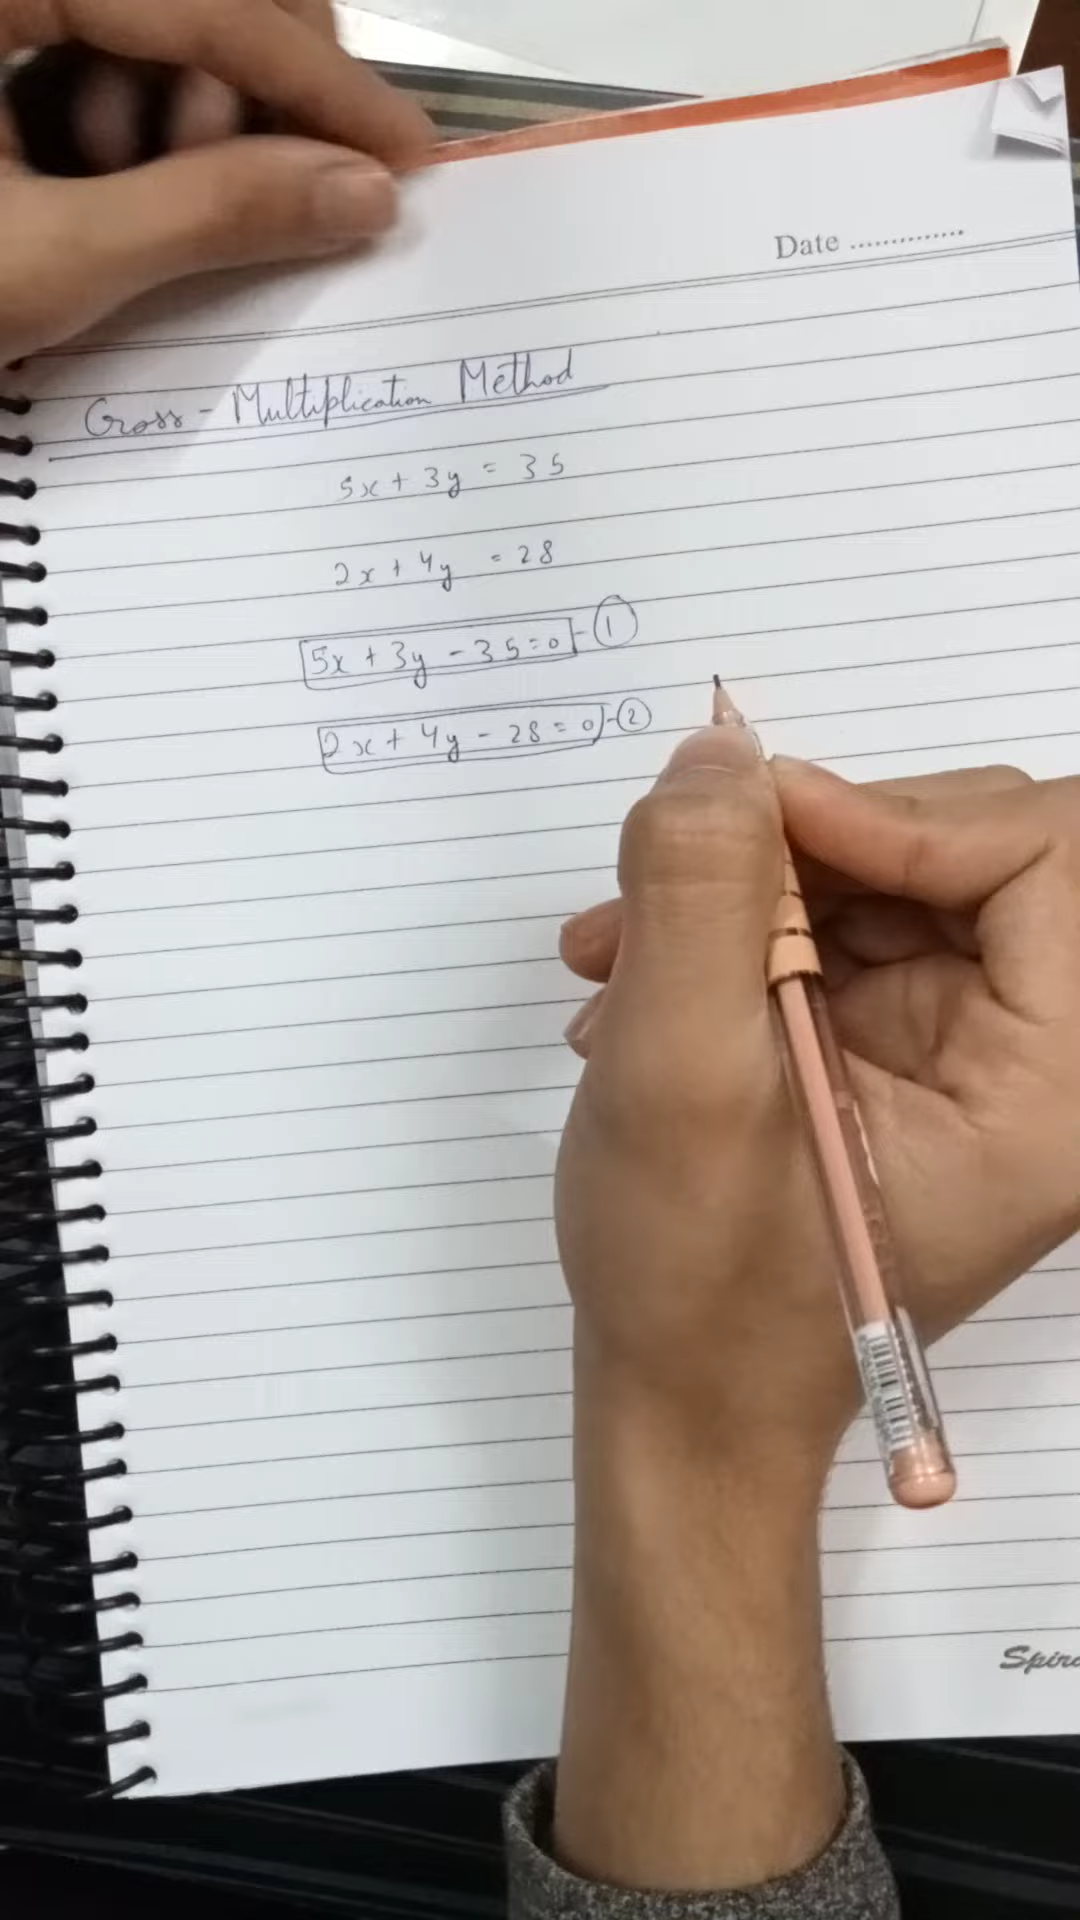 Date ..............
Cross - Multiplication Method
5x + 3y = 35
2x + 4y = 28
5x + 3y - 35 = 0 - 1
2x + 4y - 28 = 0 - 2